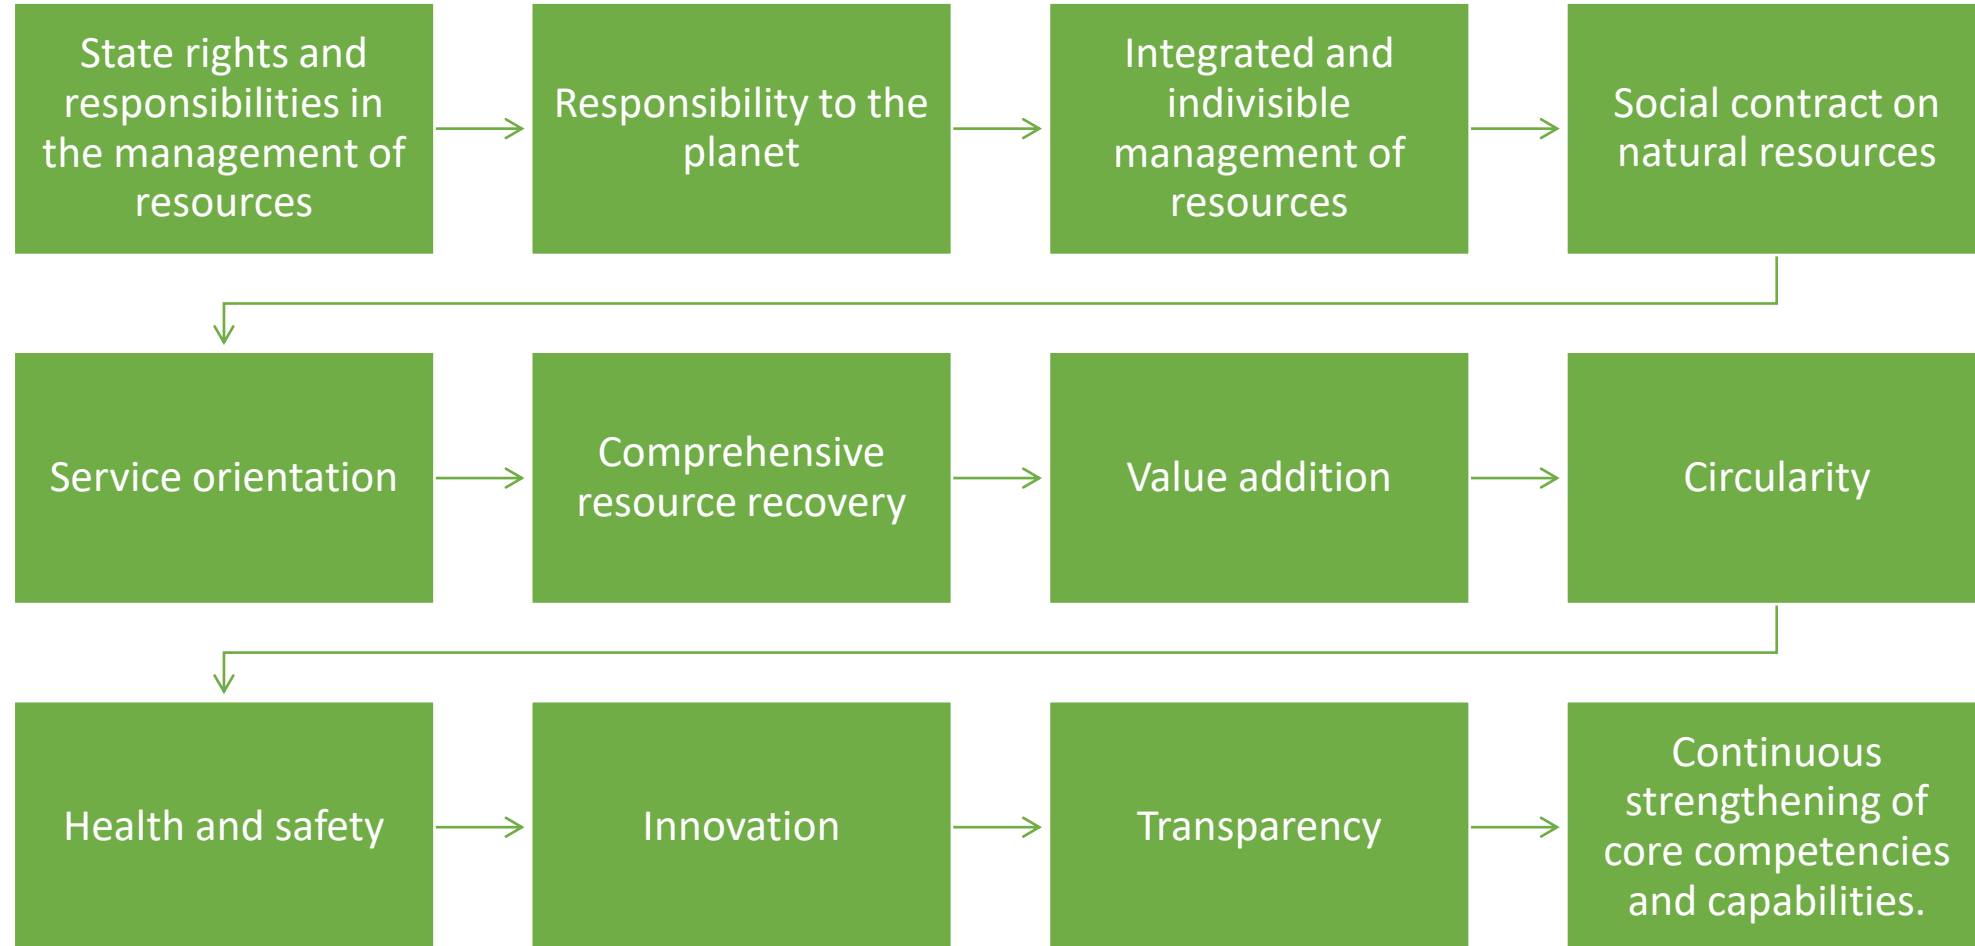 State rights and
responsibilities in
the management of
resources
Responsibility to the
planet
Integrated and
indivisible
management of
resources
Social contract on
natural resources
Service orientation
Comprehensive
resource recovery
Value addition
Circularity
Health and safety
Innovation
Transparency
Continuous
strengthening of
core competencies
and capabilities.